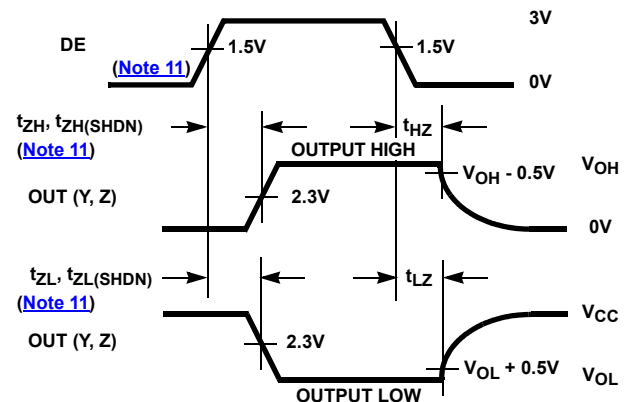 3V
DE
1.5V
1.5V
(Note 11)
0V
tZH, tZH(SHDN)
(Note 11)
tHZ
OUTPUT HIGH
VOH - 0.5V
VOH
OUT (Y, Z)
2.3V
0V
tZL, tZL(SHDN)
(Note 11)
tLZ
VCC
OUT (Y, Z)
2.3V
VOL + 0.5V
VOL
OUTPUT LOW